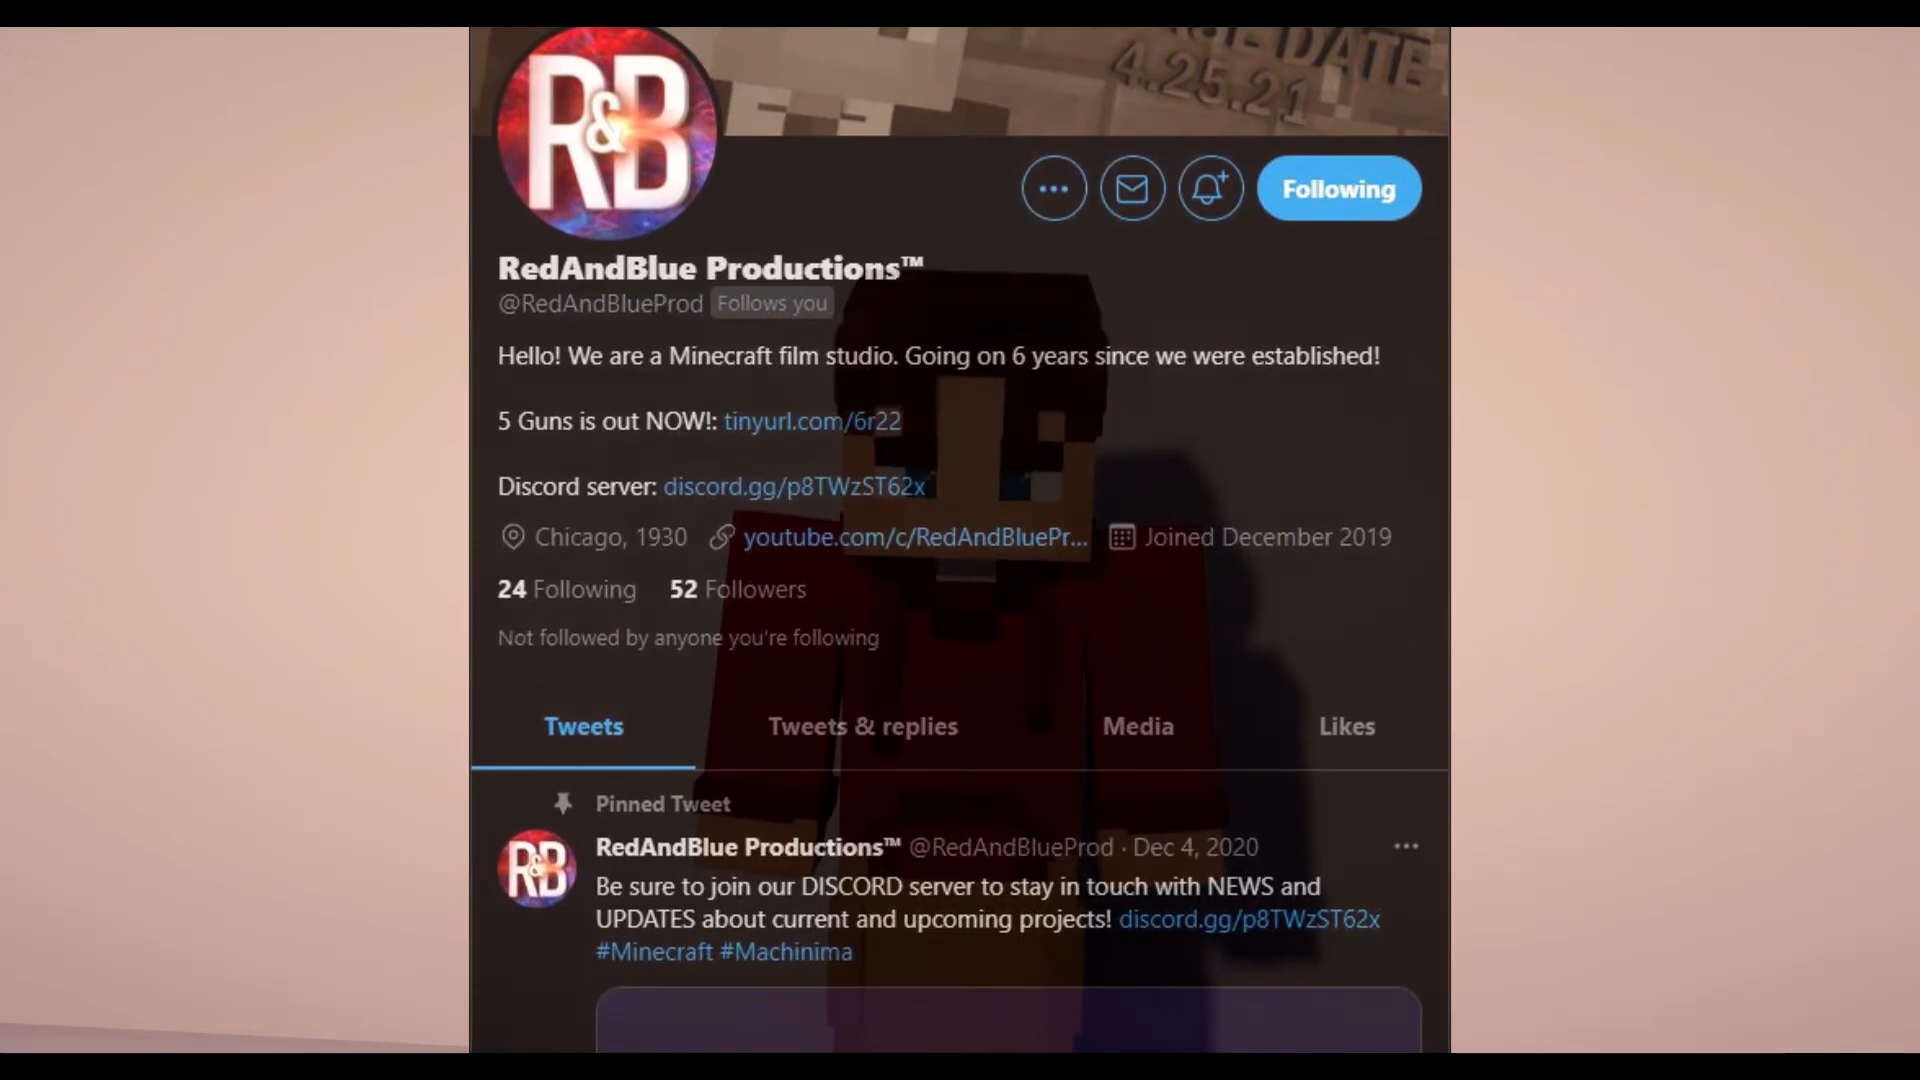 DATE
4.25.21
R&B
Following
RedAndBlue Productions™
@RedAndBlueProd Follows you
Hello! We are a Minecraft film studio. Going on 6 years since we were established!
5 Guns is out NOW!: tinyurl.com/6r22
Discord server: discord.gg/p8TWzST62x
Chicago, 1930 youtube.com/c/RedAndBluePr... Joined December 2019
24 Following 52 Followers
Not followed by anyone you're following
Tweets Tweets & replies Media Likes
Pinned Tweet
R&B
RedAndBlue Productions™ @RedAndBlueProd · Dec 4, 2020
Be sure to join our DISCORD server to stay in touch with NEWS and
UPDATES about current and upcoming projects! discord.gg/p8TWzST62x
#Minecraft #Machinima